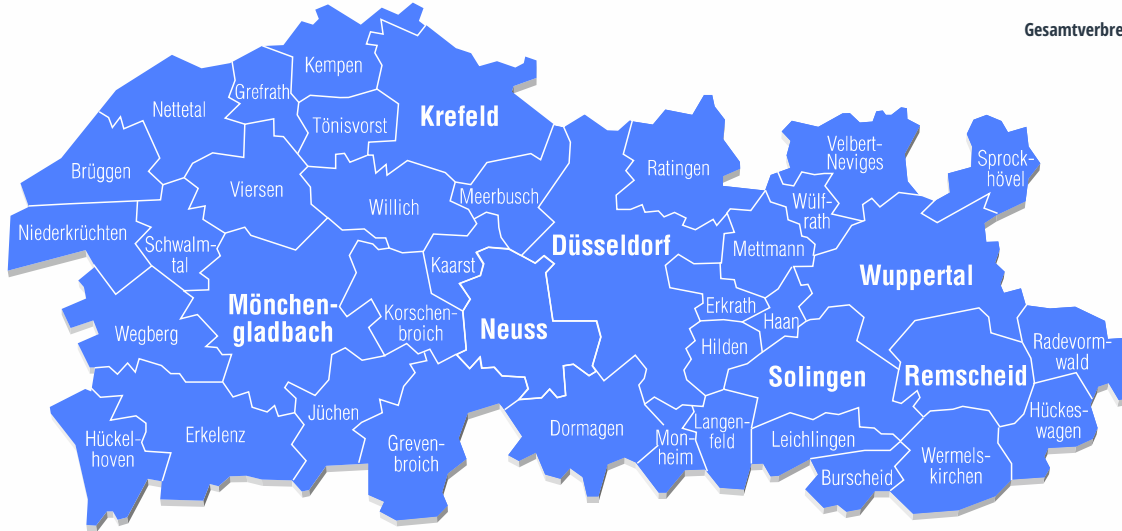 Gesamtverbre
Kempen
Grefrath
Nettetal
Tönisvorst
Krefeld
Velbert-
Neviges
Sprock-
hövel
Brüggen
Viersen
Ratingen
Willich
Meerbusch
Wülf-
rath
Niederkrüchten
Schwalm-
tal
Düsseldorf
Mettmann
Kaarst
Wuppertal
Mönchen-
gladbach
Erkrath
Korschen-
broich
Haan
Wegberg
Neuss
Hilden
Radevorm-
wald
Solingen
Remscheid
Jüchen
Hückes-
wagen
Hückel-
hoven
Erkelenz
Greven-
broich
Dormagen
Mon-
heim
Langen-
feld
Leichlingen
Wermels-
kirchen
Burscheid